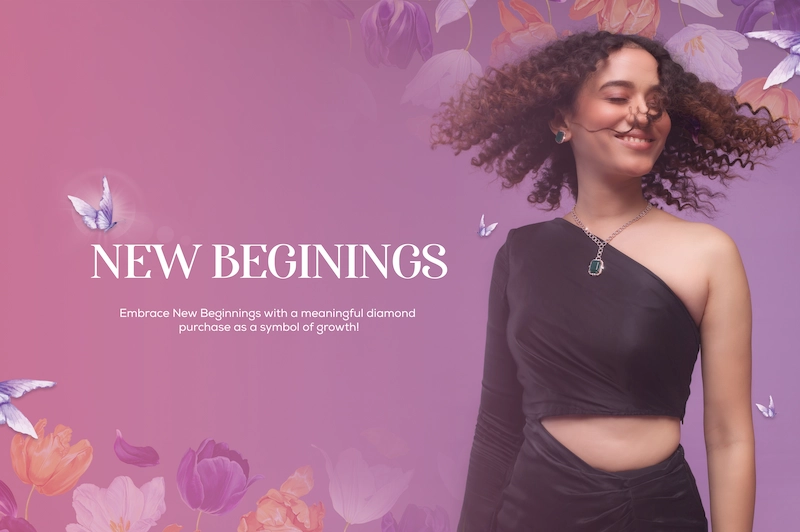 NEW BEGININGS
Embrace New Beginnings with a meaningful diamond
purchase as a symbol of growth!